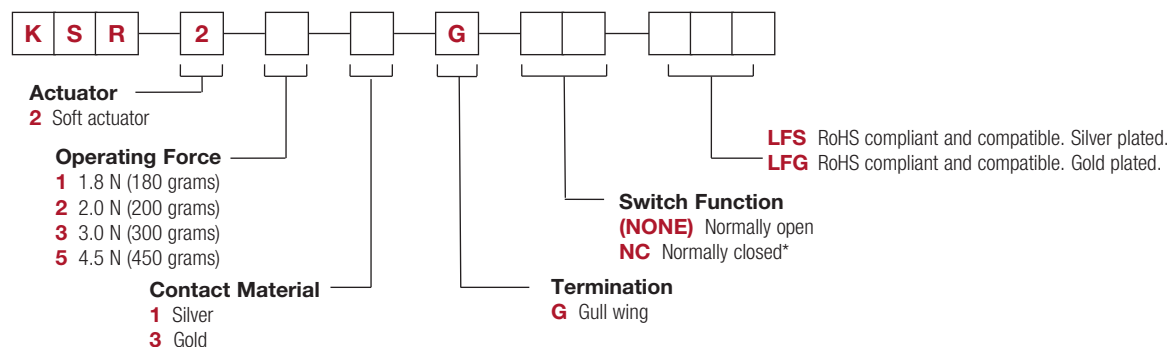 K S R 2 G
Actuator
2 Soft actuator
Operating Force
1 1.8 N (180 grams)
2 2.0 N (200 grams)
3 3.0 N (300 grams)
5 4.5 N (450 grams)
Contact Material
1 Silver
3 Gold
LFS RoHS compliant and compatible. Silver plated.
LFG RoHS compliant and compatible. Gold plated.
Switch Function
(NONE) Normally open
NC Normally closed*
Termination
G Gull wing